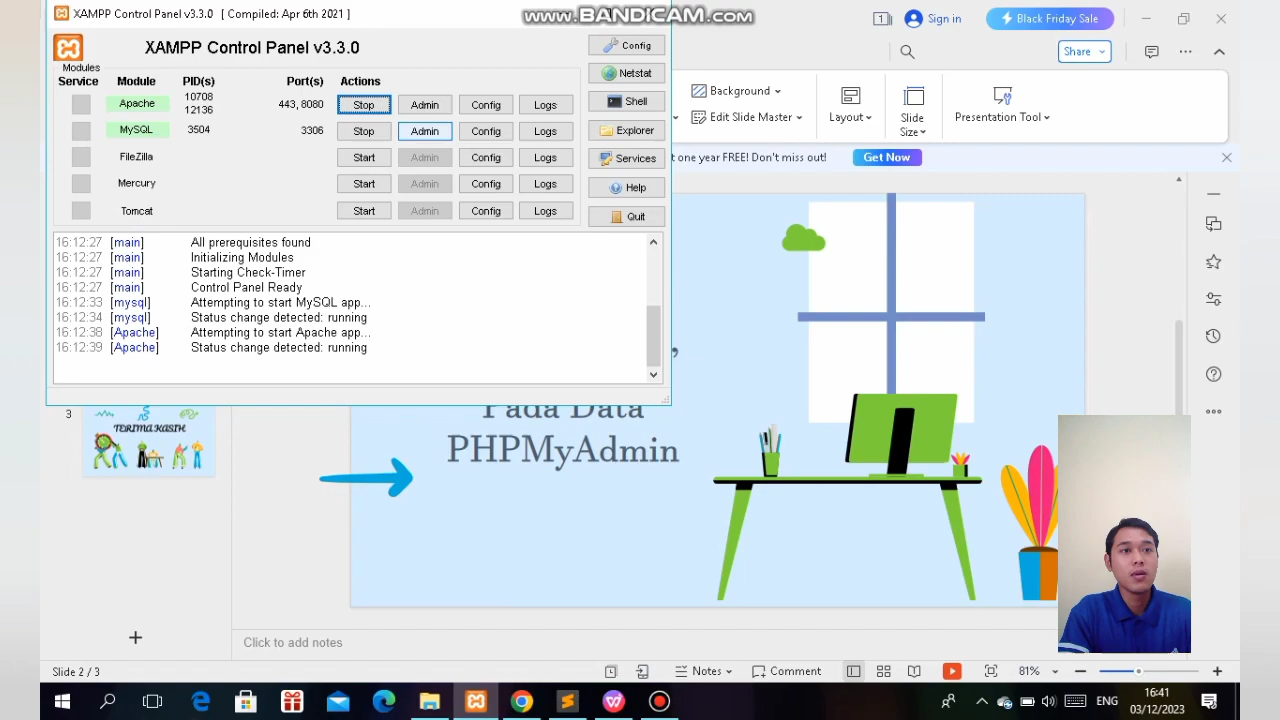 XAMPP Control Panel v3.3.0 [ Compiled: Apr 6th 2021 ]
www.BANDICAM.com
Sign in
Black Friday Sale
XAMPP Control Panel v3.3.0
Config
Share
Modules
Service Module PID(s) Port(s) Actions
Netstat
Apache 10708 12136 443, 8080 Stop Admin Config Logs
Shell
MySQL 3504 3306 Stop Admin Config Logs
Explorer
FileZilla Start Admin Config Logs
Services
Mercury Start Admin Config Logs
Help
Tomcat Start Admin Config Logs
Quit
Background
Edit Slide Master
Layout
Slide
Size
Presentation Tool
t one year FREE! Don't miss out!
Get Now
16:12:27 [main] All prerequisites found
16:12:27 [main] Initializing Modules
16:12:27 [main] Starting Check-Timer
16:12:27 [main] Control Panel Ready
16:12:33 [mysql] Attempting to start MySQL app...
16:12:34 [mysql] Status change detected: running
16:12:38 [Apache] Attempting to start Apache app...
16:12:39 [Apache] Status change detected: running
3
TERIMA KASIH
Pada Data
PHPMyAdmin
Click to add notes
Slide 2 / 3
Notes
Comment
81%
ENG
16:41
03/12/2023